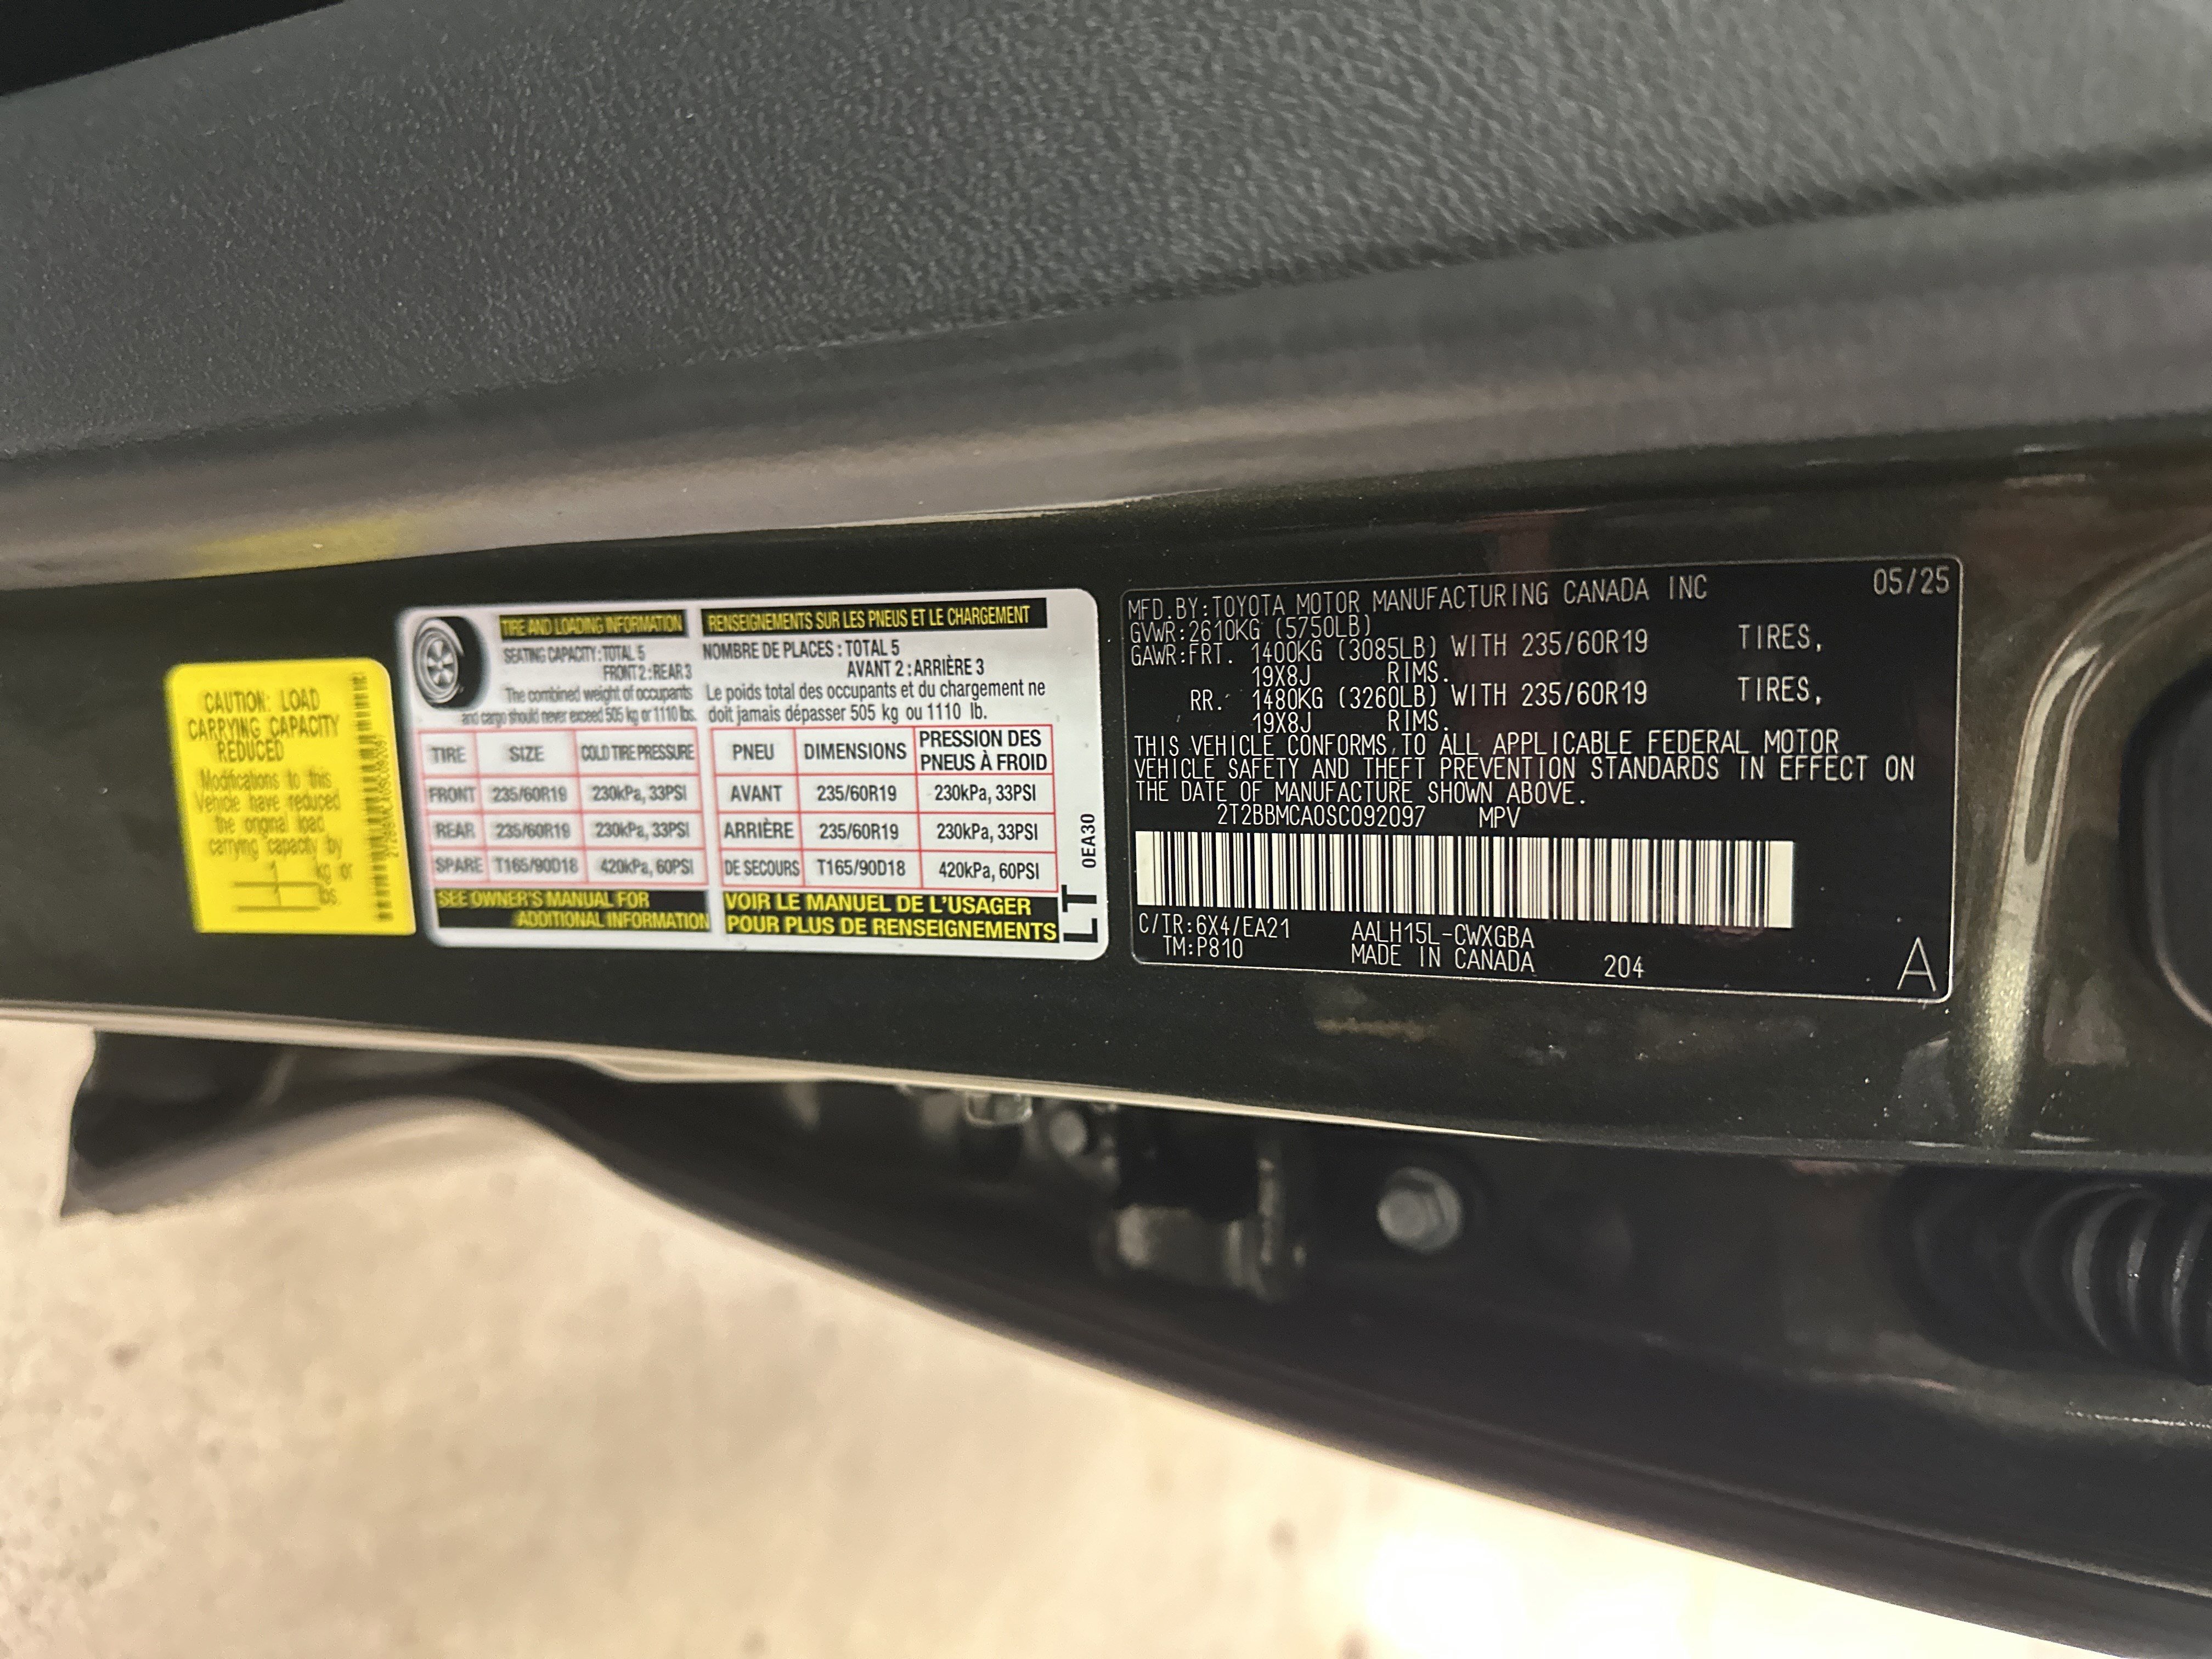 CAUTION: LOAD
CARRYING CAPACITY
REDUCED
Modifications to this
Vehicle have reduced
the original load
carrying capacity by
kg or
lbs.
TIRE AND LOADING INFORMATION
SEATING CAPACITY: TOTAL 5
FRONT 2 : REAR 3
The combined weight of occupants
and cargo should never exceed 505 kg or 1110 lbs.
TIRE SIZE COLD TIRE PRESSURE
FRONT 235/60R19 230kPa, 33PSI
REAR 235/60R19 230kPa, 33PSI
SPARE T165/90D18 420kPa, 60PSI
SEE OWNER'S MANUAL FOR
ADDITIONAL INFORMATION
RENSEIGNEMENTS SUR LES PNEUS ET LE CHARGEMENT
NOMBRE DE PLACES : TOTAL 5
AVANT 2 : ARRIÈRE 3
Le poids total des occupants et du chargement ne
doit jamais dépasser 505 kg ou 1110 lb.
PNEU DIMENSIONS PRESSION DES
PNEUS À FROID
AVANT 235/60R19 230kPa, 33PSI
ARRIÈRE 235/60R19 230kPa, 33PSI
DE SECOURS T165/90D18 420kPa, 60PSI
VOIR LE MANUEL DE L'USAGER
POUR PLUS DE RENSEIGNEMENTS
LT 0EA30
MFD.BY:TOYOTA MOTOR MANUFACTURING CANADA INC 05/25
GVWR:2610KG (5750LB)
GAWR:FRT. 1400KG (3085LB) WITH 235/60R19 TIRES,
19X8J RIMS.
RR. 1480KG (3260LB) WITH 235/60R19 TIRES,
19X8J RIMS.
THIS VEHICLE CONFORMS TO ALL APPLICABLE FEDERAL MOTOR
VEHICLE SAFETY AND THEFT PREVENTION STANDARDS IN EFFECT ON
THE DATE OF MANUFACTURE SHOWN ABOVE.
2T2BBMCA0SC092097 MPV
C/TR:6X4/EA21 AALH15L-CWXGBA
TM:P810 MADE IN CANADA 204
A